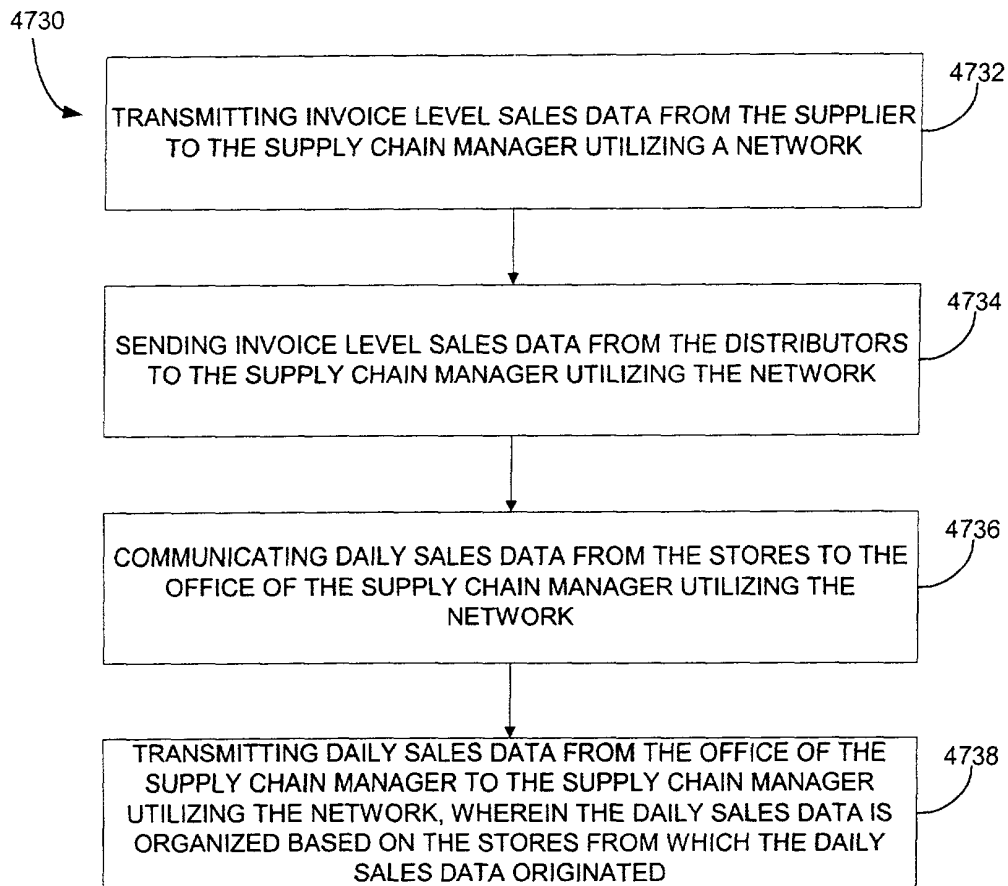 4730
4732
TRANSMITTING INVOICE LEVEL SALES DATA FROM THE SUPPLIER
TO THE SUPPLY CHAIN MANAGER UTILIZING A NETWORK
4734
SENDING INVOICE LEVEL SALES DATA FROM THE DISTRIBUTORS
TO THE SUPPLY CHAIN MANAGER UTILIZING THE NETWORK
4736
COMMUNICATING DAILY SALES DATA FROM THE STORES TO THE
OFFICE OF THE SUPPLY CHAIN MANAGER UTILIZING THE
NETWORK
4738
TRANSMITTING DAILY SALES DATA FROM THE OFFICE OF THE
SUPPLY CHAIN MANAGER TO THE SUPPLY CHAIN MANAGER
UTILIZING THE NETWORK, WHEREIN THE DAILY SALES DATA IS
ORGANIZED BASED ON THE STORES FROM WHICH THE DAILY
SALES DATA ORIGINATED